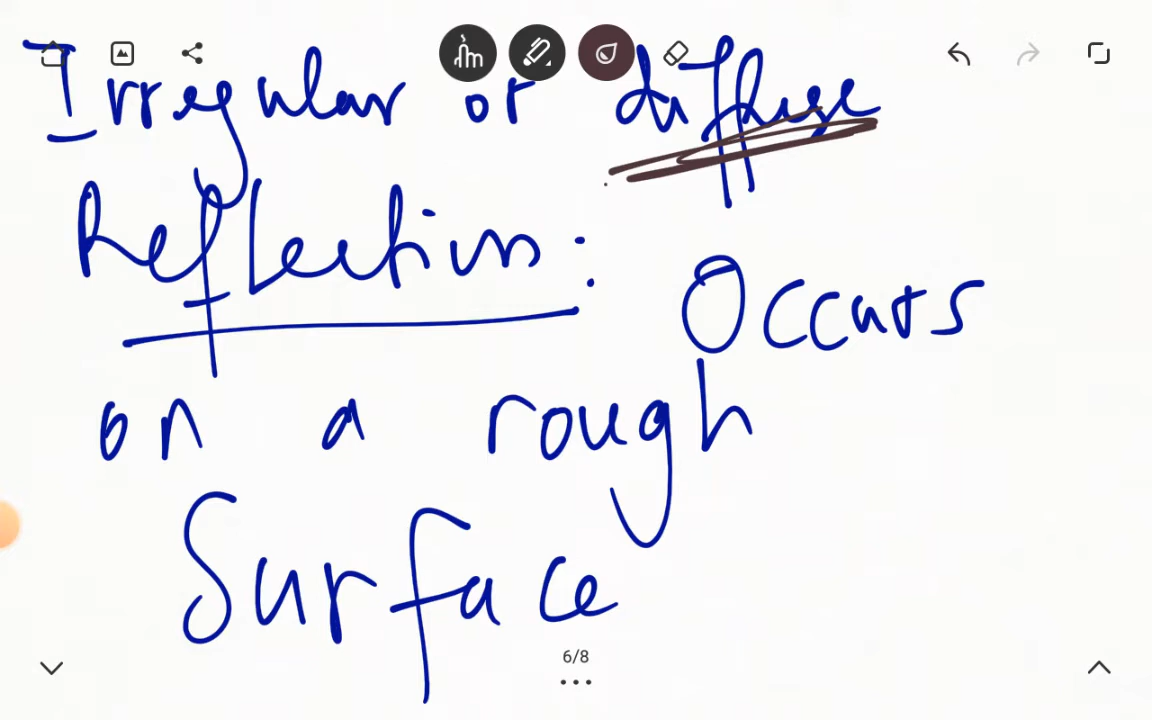 Irregular or diffuse
Reflection: Occurs
on a rough
Surface
6/8